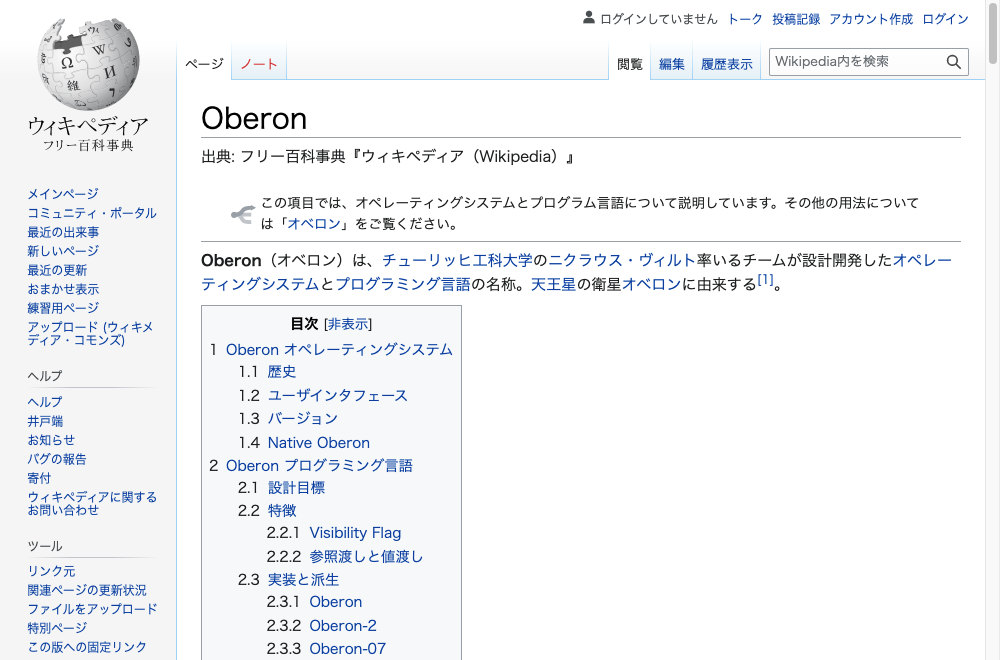 ログインしていません トーク 投稿記録 アカウント作成 ログイン
ページ ノート 閲覧 編集 履歴表示 Wikipedia内を検索
ウィキペディア
フリー百科事典
メインページ
コミュニティ・ポータル
最近の出来事
新しいページ
最近の更新
おまかせ表示
練習用ページ
アップロード (ウィキメ
ディア・コモンズ)
ヘルプ
ヘルプ
井戸端
お知らせ
バグの報告
寄付
ウィキペディアに関する
お問い合わせ
ツール
リンク元
関連ページの更新状況
ファイルをアップロード
特別ページ
この版への固定リンク
Oberon
出典: フリー百科事典『ウィキペディア（Wikipedia）』
この項目では、オペレーティングシステムとプログラム言語について説明しています。その他の用法について
は「オベロン」をご覧ください。
Oberon（オベロン）は、チューリッヒ工科大学のニクラウス・ヴィルト率いるチームが設計開発したオペレー
ティングシステムとプログラミング言語の名称。天王星の衛星オベロンに由来する[1]。
目次 [非表示]
1 Oberon オペレーティングシステム
1.1 歴史
1.2 ユーザインタフェース
1.3 バージョン
1.4 Native Oberon
2 Oberon プログラミング言語
2.1 設計目標
2.2 特徴
2.2.1 Visibility Flag
2.2.2 参照渡しと値渡し
2.3 実装と派生
2.3.1 Oberon
2.3.2 Oberon-2
2.3.3 Oberon-07